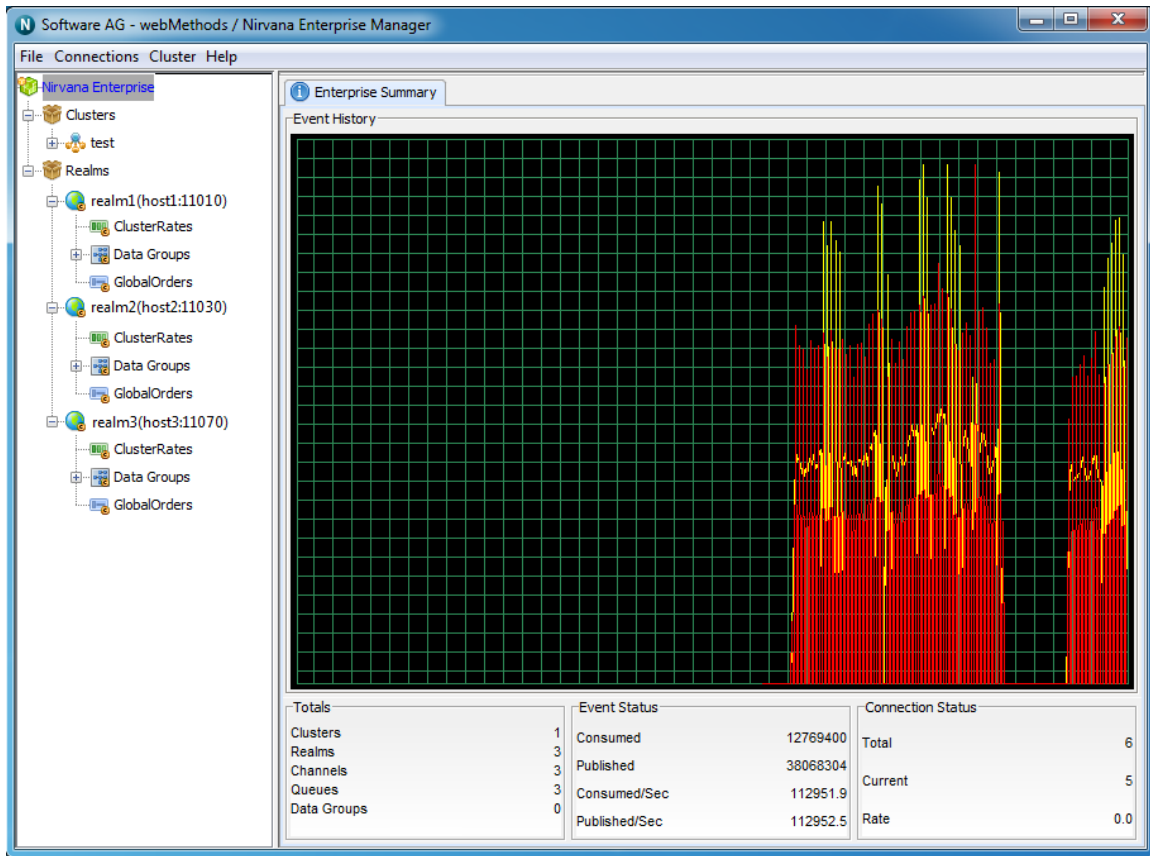 Software AG - webMethods / Nirvana Enterprise Manager
File Connections Cluster Help
Nirvana Enterprise
Clusters
test
Realms
realm1(host1:11010)
ClusterRates
Data Groups
GlobalOrders
realm2(host2:11030)
ClusterRates
Data Groups
GlobalOrders
realm3(host3:11070)
ClusterRates
Data Groups
GlobalOrders
Enterprise Summary
Event History
Totals
Clusters 1
Realms 3
Channels 3
Queues 3
Data Groups 0
Event Status
Consumed 12769400
Published 38068304
Consumed/Sec 112951.9
Published/Sec 112952.5
Connection Status
Total 6
Current 5
Rate 0.0